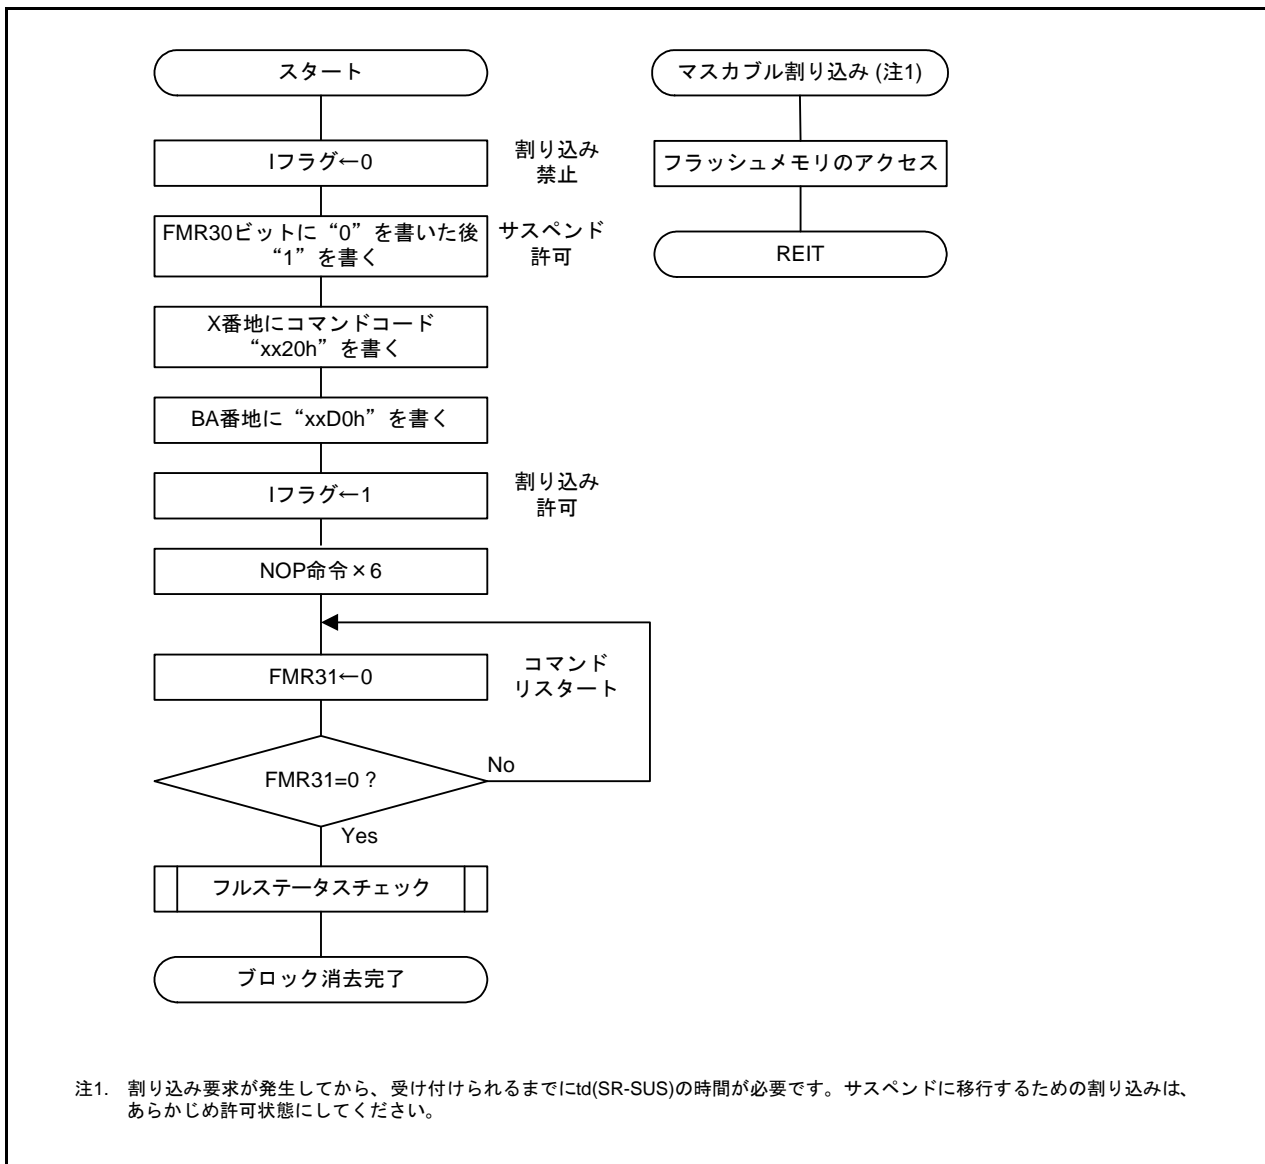 スタート
Iフラグ←0
割り込み
禁止
FMR30ビットに“0”を書いた後
“1”を書く
サスペンド
許可
X番地にコマンドコード
“xx20h”を書く
BA番地に“xxD0h”を書く
Iフラグ←1
割り込み
許可
NOP命令×6
FMR31←0
コマンド
リスタート
FMR31=0 ?
No
Yes
フルステータスチェック
ブロック消去完了
マスカブル割り込み (注1)
フラッシュメモリのアクセス
REIT
注1. 割り込み要求が発生してから、受け付けられるまでにtd(SR-SUS)の時間が必要です。サスペンドに移行するための割り込みは、
あらかじめ許可状態にしてください。